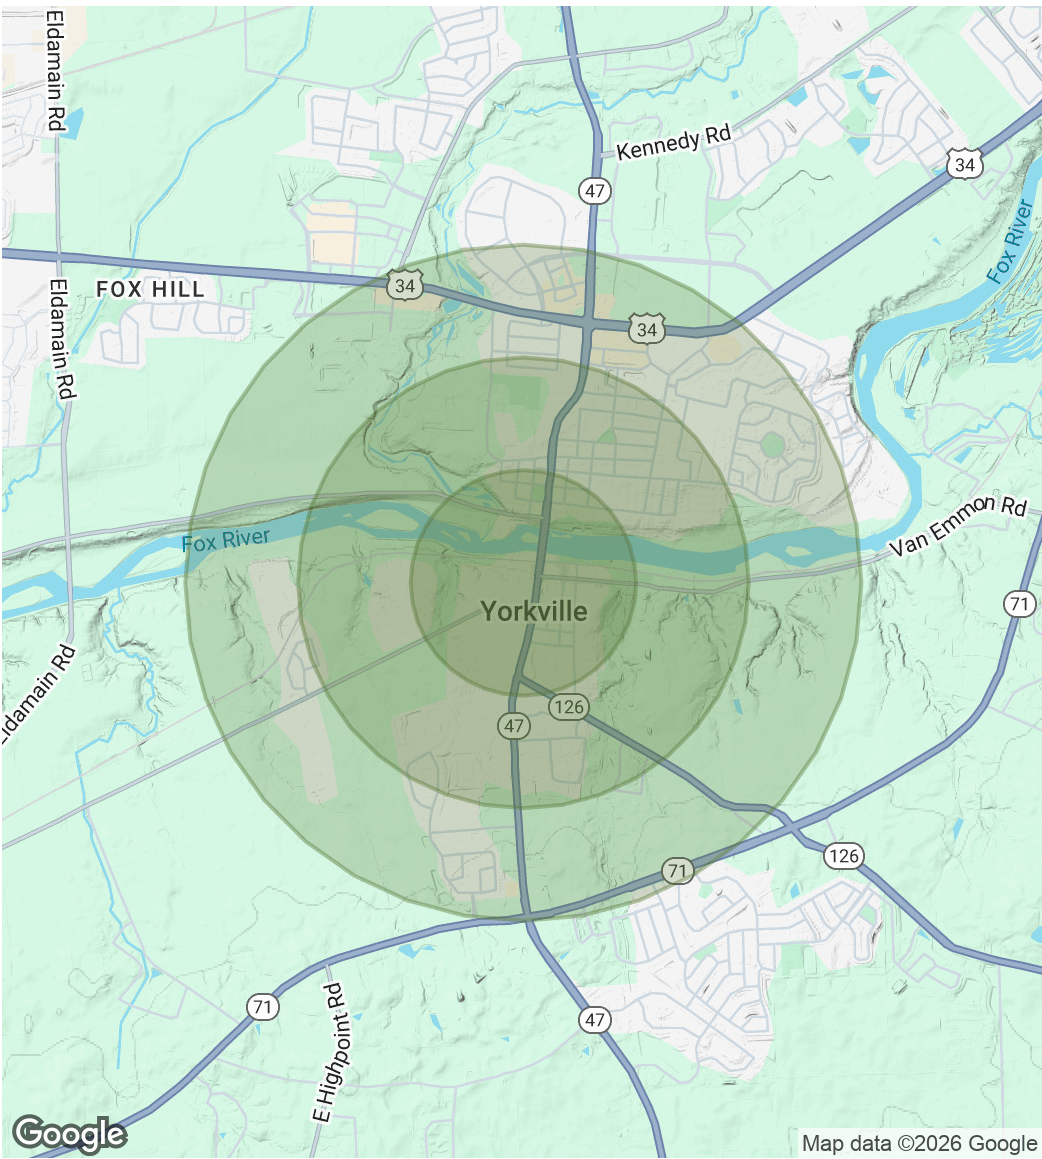 Eldamain Rd
Kennedy Rd
34
47
Fox River
34
FOX HILL
Eldamain Rd
34
Van Emmon Rd
Fox River
71
Yorkville
Eldamain Rd
126
47
126
71
71
47
E Highpoint Rd
Google
Map data ©2026 Google